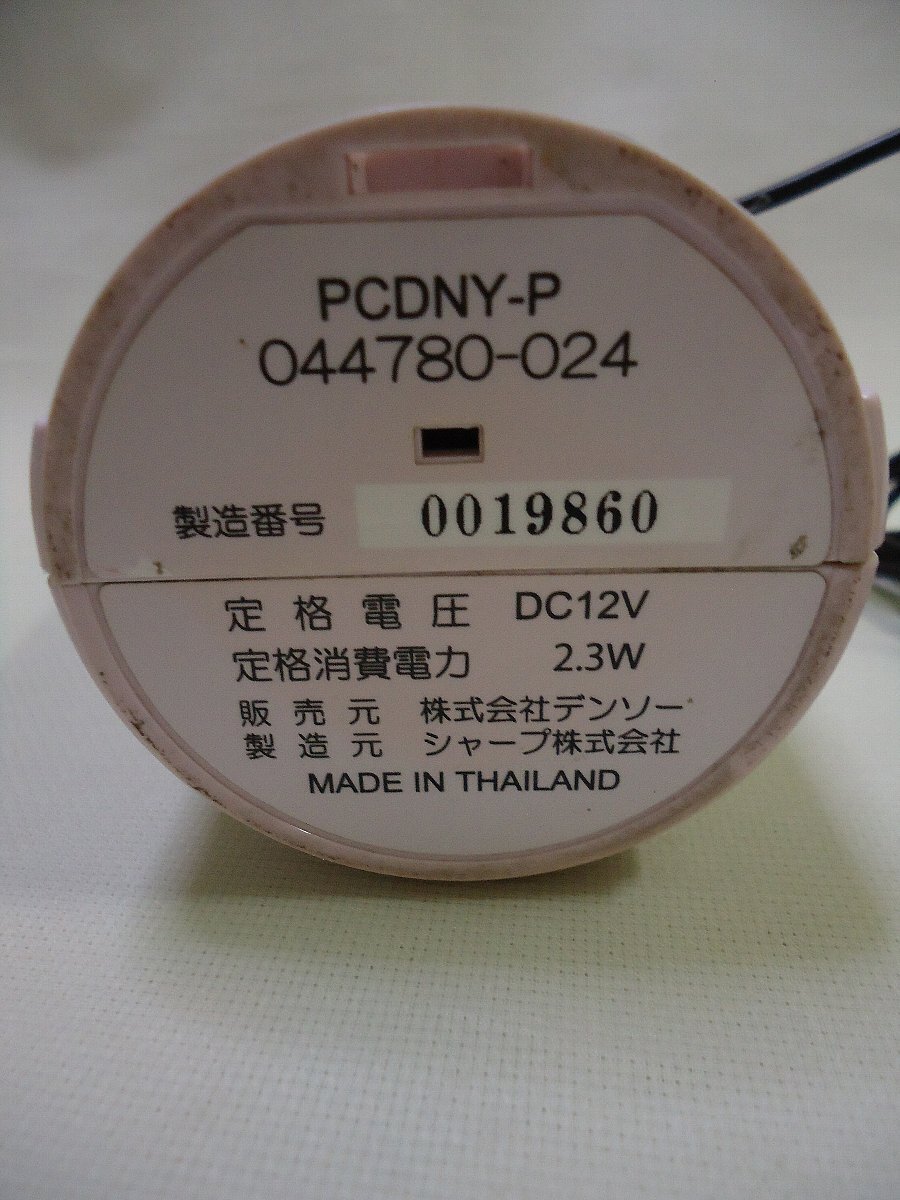 PCDNY-P
044780-024
製造番号 0019860
定格電圧 DC12V
定格消費電力 2.3W
販売元 株式会社デンソー
製造元 シャープ株式会社
MADE IN THAILAND